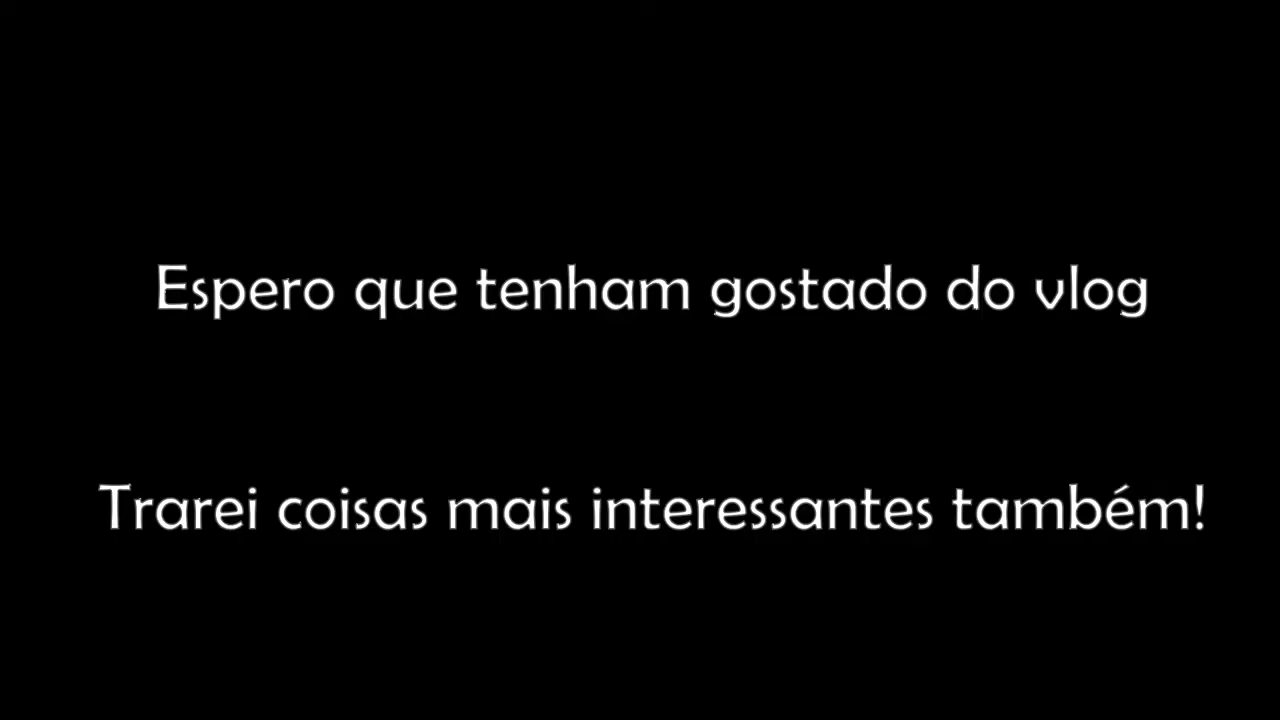 Espero que tenham gostado do vlog
Trarei coisas mais interessantes também!